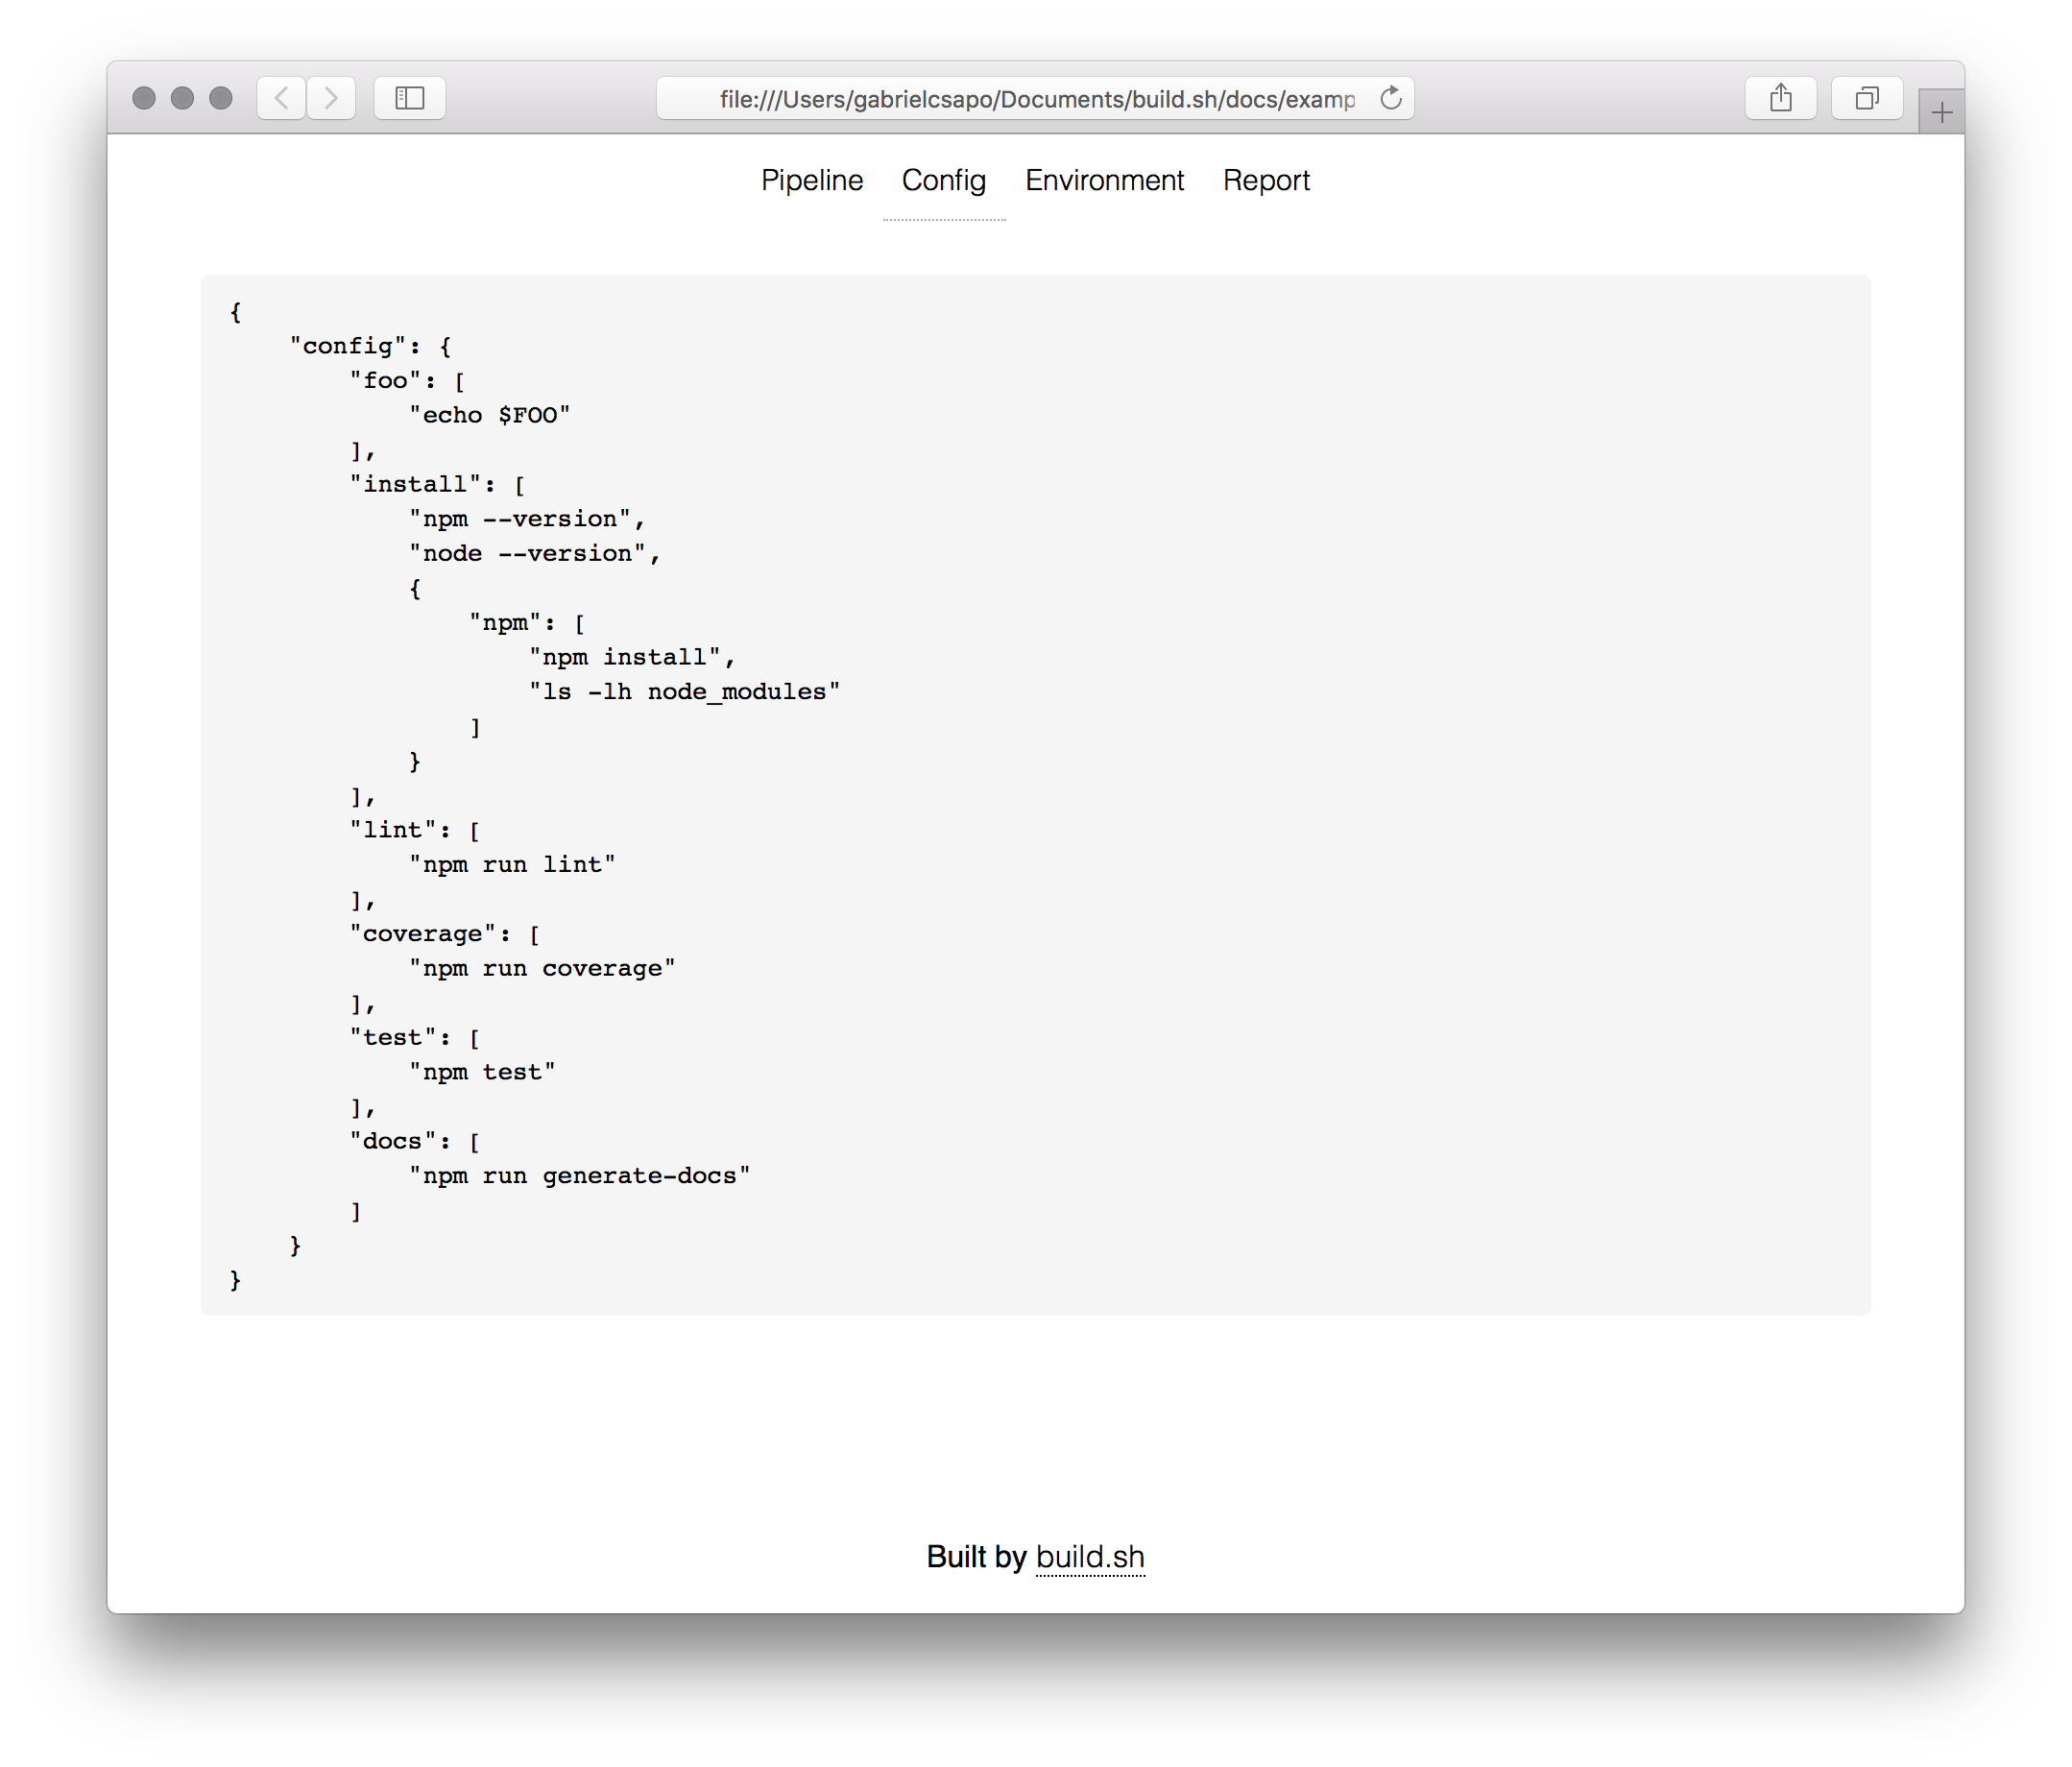 file:///Users/gabrielcsapo/Documents/build.sh/docs/examp
Pipeline Config Environment Report
{
    "config": {
        "foo": [
            "echo $FOO"
        ],
        "install": [
            "npm --version",
            "node --version",
            {
                "npm": [
                    "npm install",
                    "ls -lh node_modules"
                ]
            }
        ],
        "lint": [
            "npm run lint"
        ],
        "coverage": [
            "npm run coverage"
        ],
        "test": [
            "npm test"
        ],
        "docs": [
            "npm run generate-docs"
        ]
    }
}
Built by build.sh